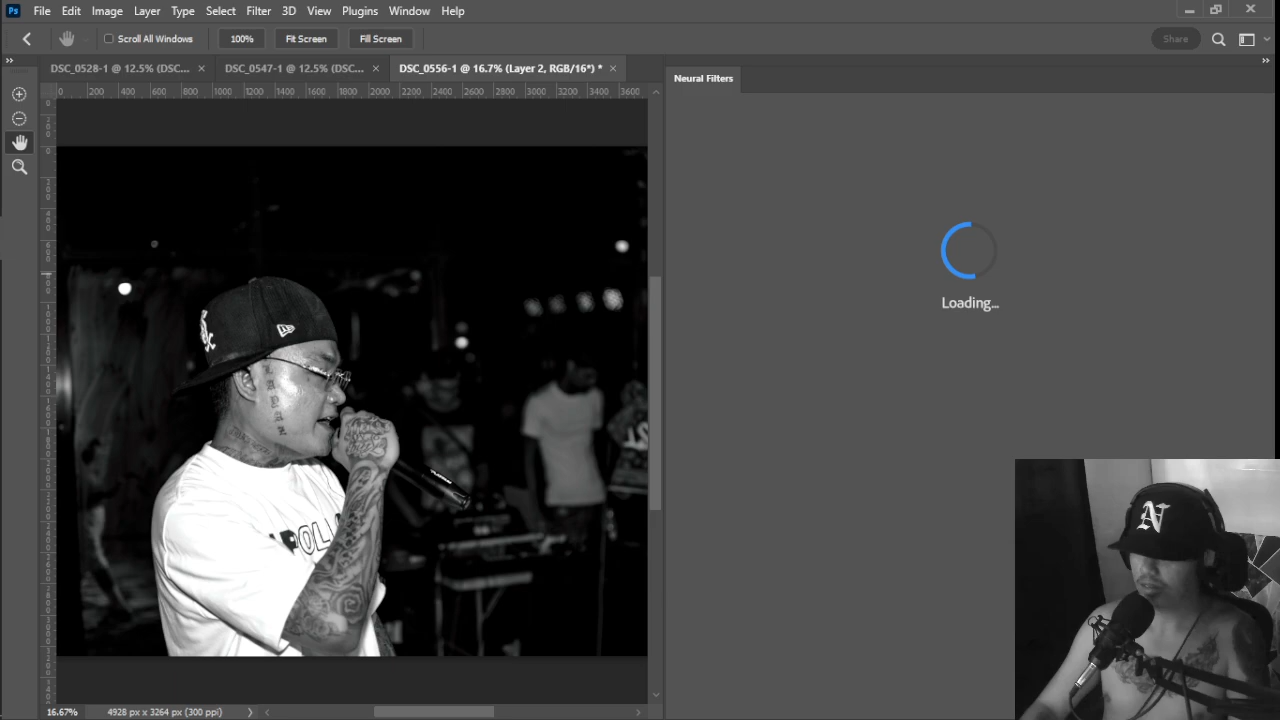 Ps File Edit Image Layer Type Select Filter 3D View Plugins Window Help
Scroll All Windows 100% Fit Screen Fill Screen Share
DSC_0528-1 @ 12.5% (DSC... × DSC_0547-1 @ 12.5% (DSC... × DSC_0556-1 @ 16.7% (Layer 2, RGB/16*) * ×
Neural Filters
0 200 400 600 800 1000 1200 1400 1600 1800 2000 2200 2400 2600 2800 3000 3200 3400 3600
Loading...
POLL
N
16.67% 4928 px x 3264 px (300 ppi)